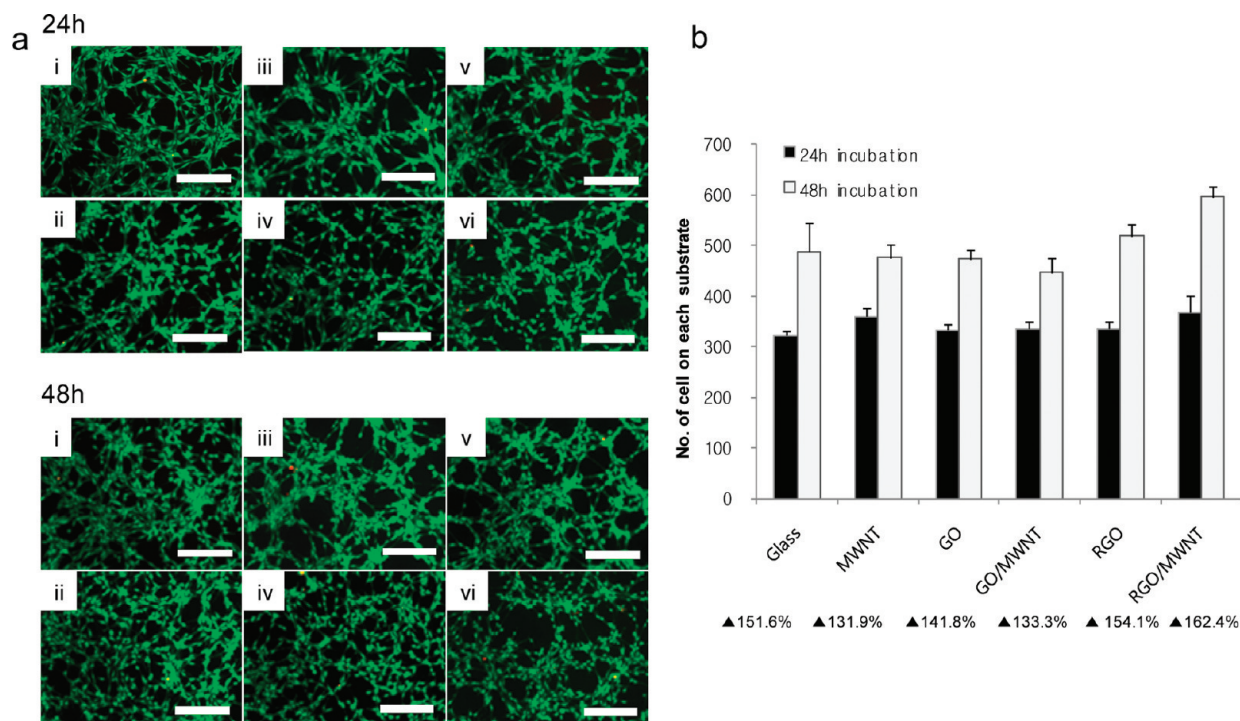 a
24h
i
iii
v
ii
iv
vi
48h
i
iii
v
ii
iv
vi
b
700
600
500
400
300
200
100
0
No. of cell on each substrate
24h incubation
48h incubation
Glass
MWNT
GO
GO/MWNT
RGO
RGO/MWNT
▲151.6% ▲131.9% ▲141.8% ▲133.3% ▲154.1% ▲162.4%